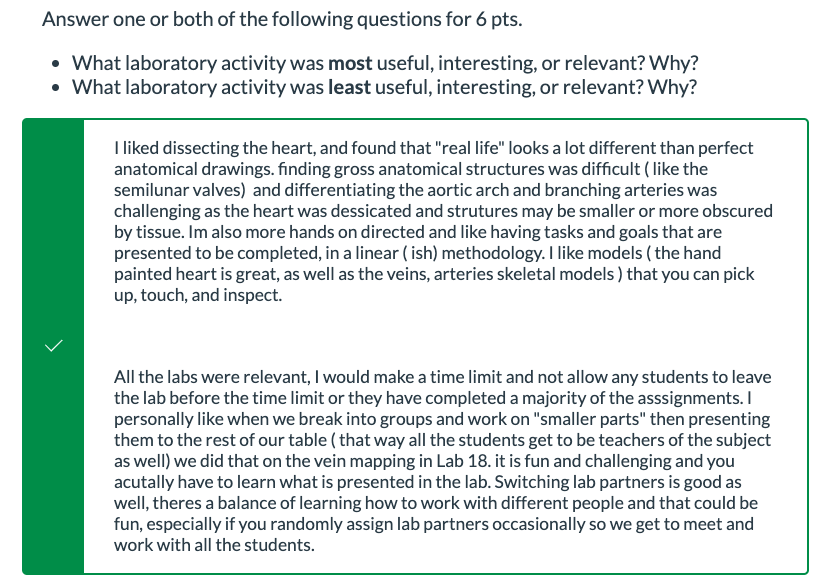 Answer one or both of the following questions for 6 pts.
• What laboratory activity was most useful, interesting, or relevant? Why?
• What laboratory activity was least useful, interesting, or relevant? Why?
I liked dissecting the heart, and found that "real life" looks a lot different than perfect
anatomical drawings. finding gross anatomical structures was difficult ( like the
semilunar valves)  and differentiating the aortic arch and branching arteries was
challenging as the heart was dessicated and strutures may be smaller or more obscured
by tissue. Im also more hands on directed and like having tasks and goals that are
presented to be completed, in a linear ( ish) methodology. I like models ( the hand
painted heart is great, as well as the veins, arteries skeletal models ) that you can pick
up, touch, and inspect.
All the labs were relevant, I would make a time limit and not allow any students to leave
the lab before the time limit or they have completed a majority of the asssignments. I
personally like when we break into groups and work on "smaller parts" then presenting
them to the rest of our table ( that way all the students get to be teachers of the subject
as well) we did that on the vein mapping in Lab 18. it is fun and challenging and you
acutally have to learn what is presented in the lab. Switching lab partners is good as
well, theres a balance of learning how to work with different people and that could be
fun, especially if you randomly assign lab partners occasionally so we get to meet and
work with all the students.